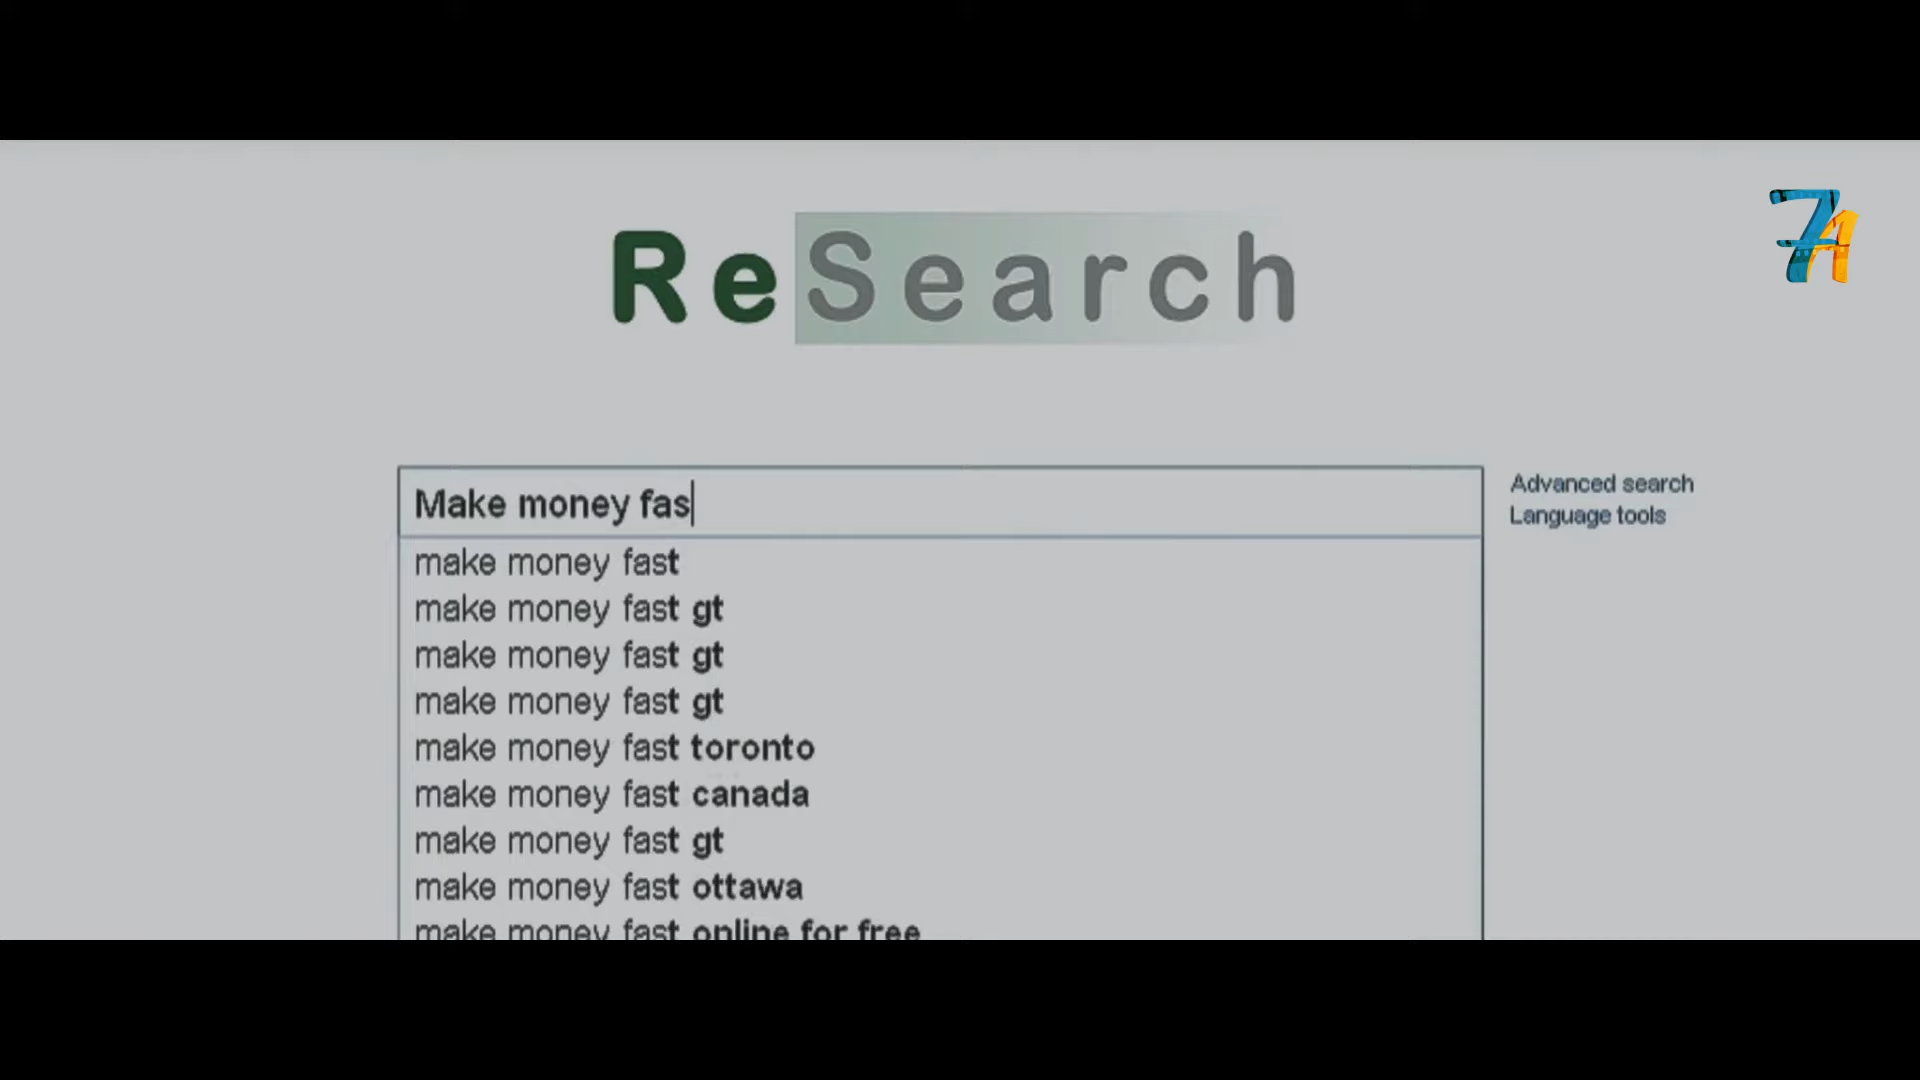 7A
ReSearch
Make money fas
Advanced search
Language tools
make money fast
make money fast gt
make money fast gt
make money fast gt
make money fast toronto
make money fast canada
make money fast gt
make money fast ottawa
make money fast online for free